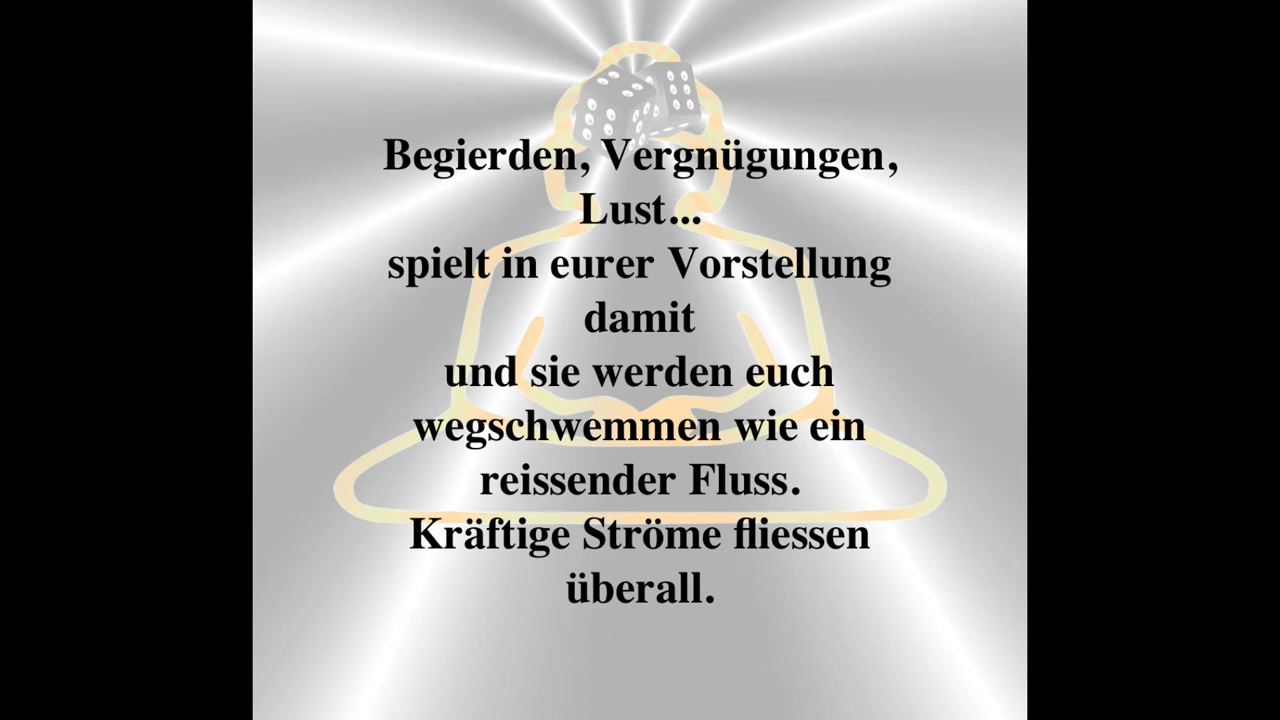 Begierden, Vergnügungen,
Lust...
spielt in eurer Vorstellung
damit
und sie werden euch
wegschwemmen wie ein
reissender Fluss.
Kräftige Ströme fliessen
überall.